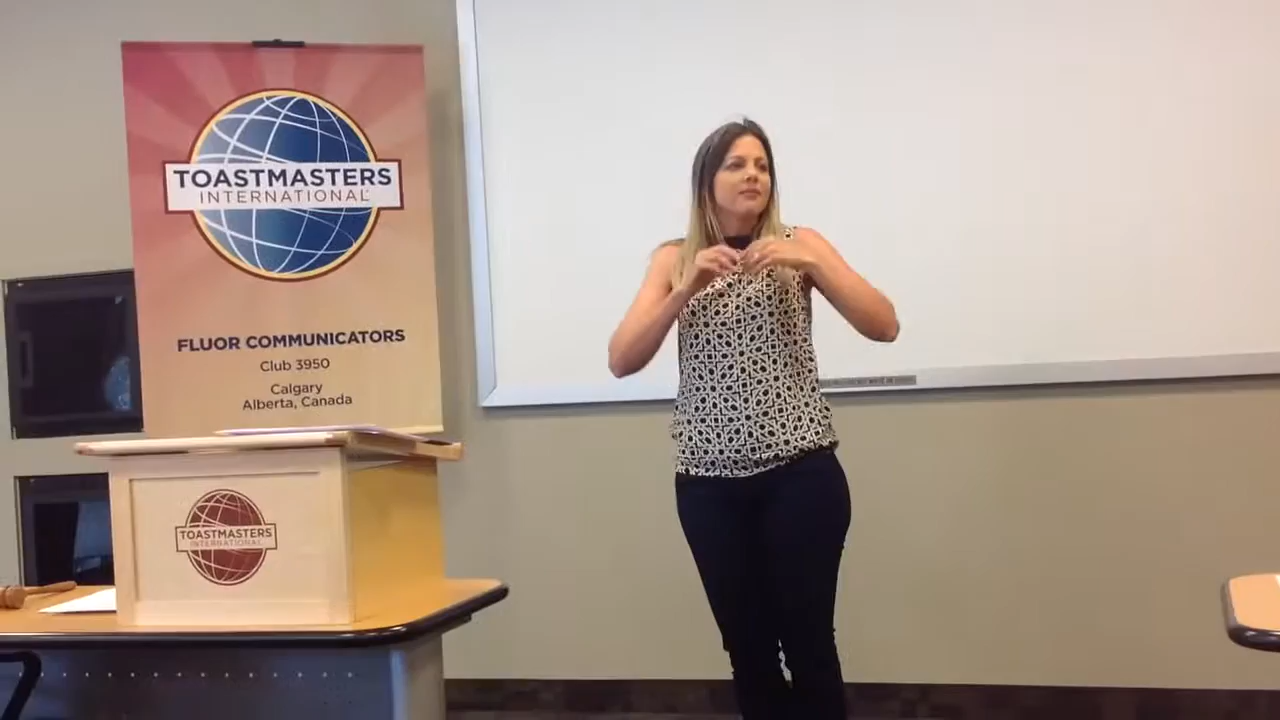 TOASTMASTERS
INTERNATIONAL
FLUOR COMMUNICATORS
Club 3950
Calgary
Alberta, Canada
TOASTMASTERS
INTERNATIONAL